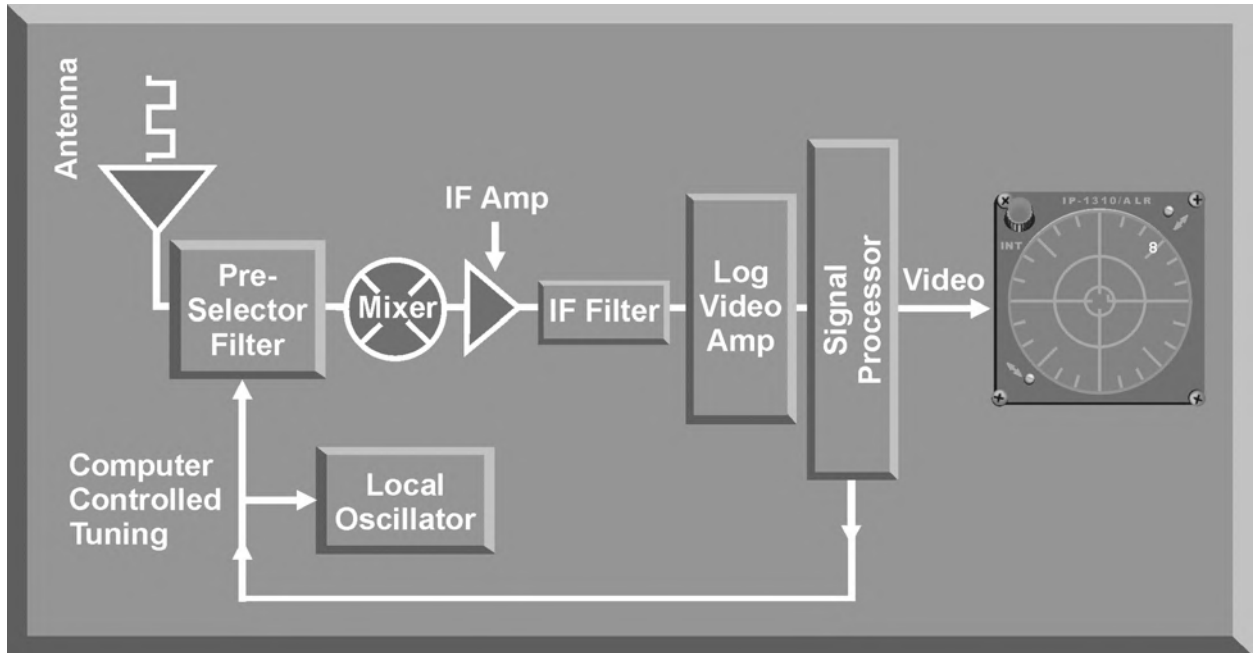 Antenna
Pre-
Selector
Filter
Mixer
IF Amp
IF Filter
Log
Video
Amp
Signal
Processor
Video
IP-1310/ALR
INT
8
Computer
Controlled
Tuning
Local
Oscillator